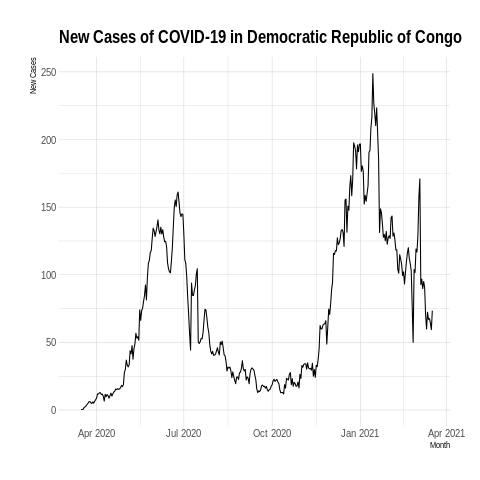 New Cases of COVID-19 in Democratic Republic of Congo
New Cases
250
200
150
100
50
0
Apr 2020 Jul 2020 Oct 2020 Jan 2021 Apr 2021
Month